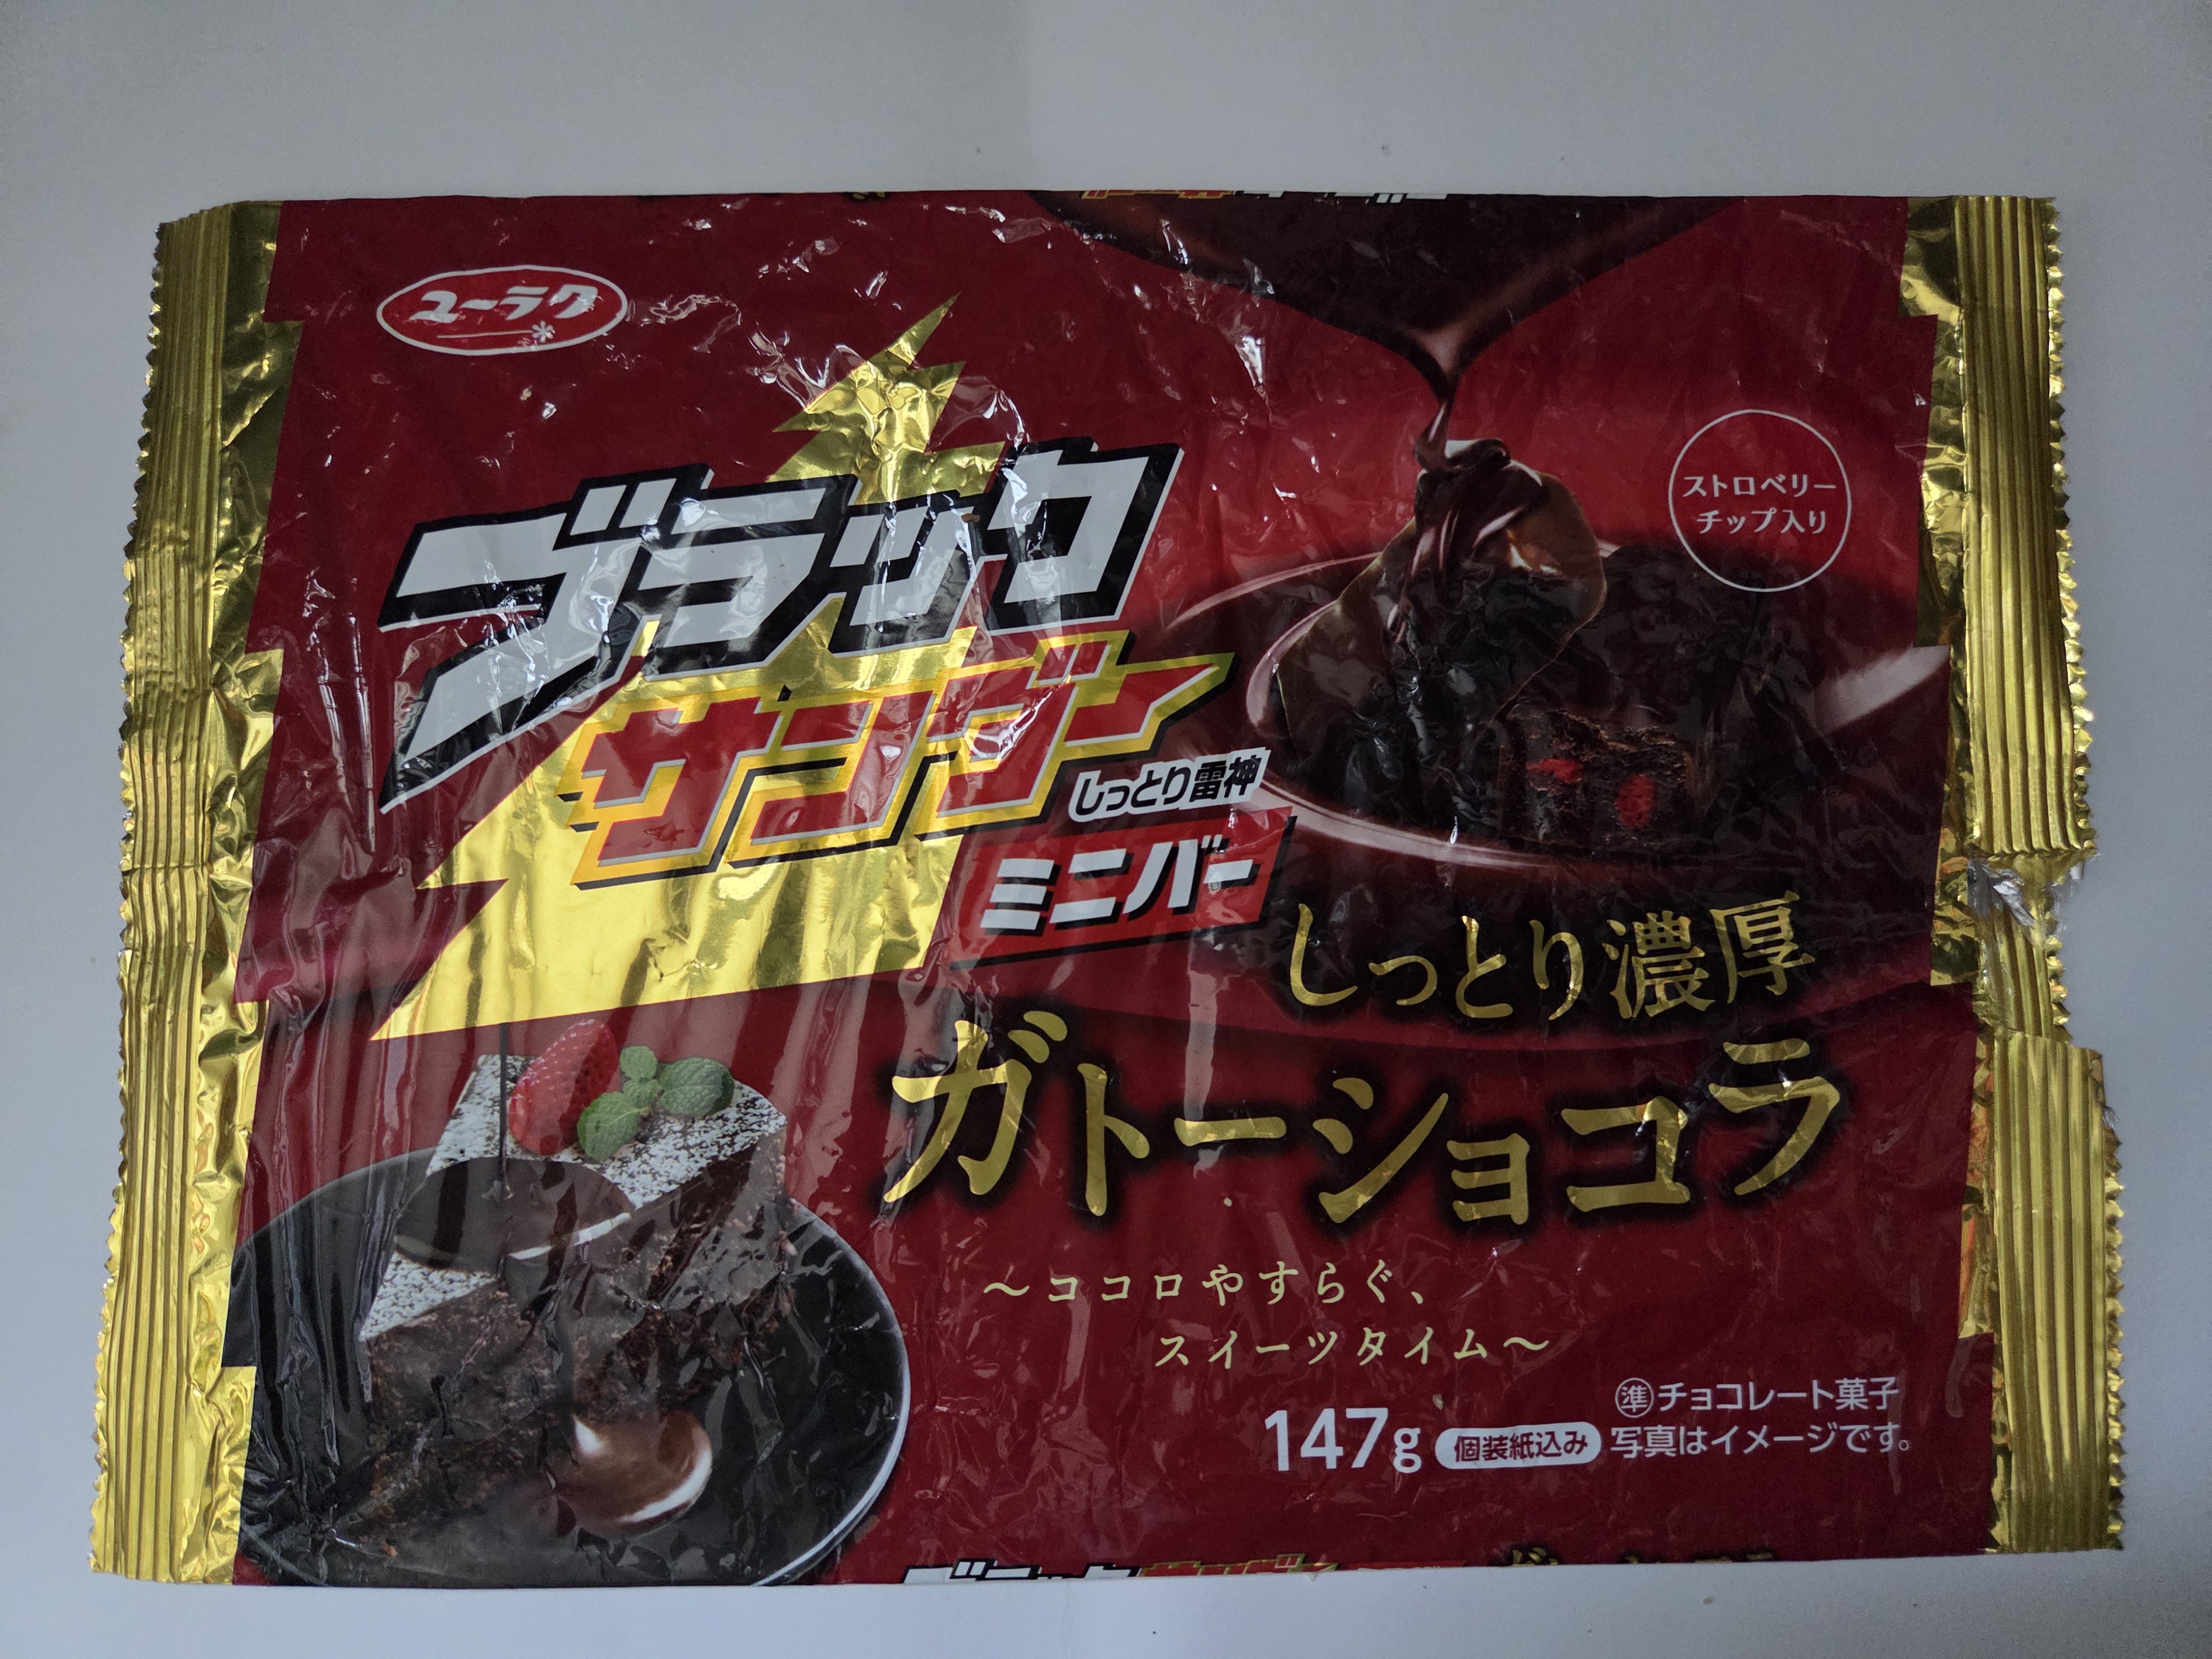 ユーラク
ブラック
サンダー
しっとり雷神
ミニバー
ストロベリー
チップ入り
しっとり濃厚
ガトーショコラ
～ココロやすらぐ、
スイーツタイム～
準チョコレート菓子
147g 個装紙込み 写真はイメージです。